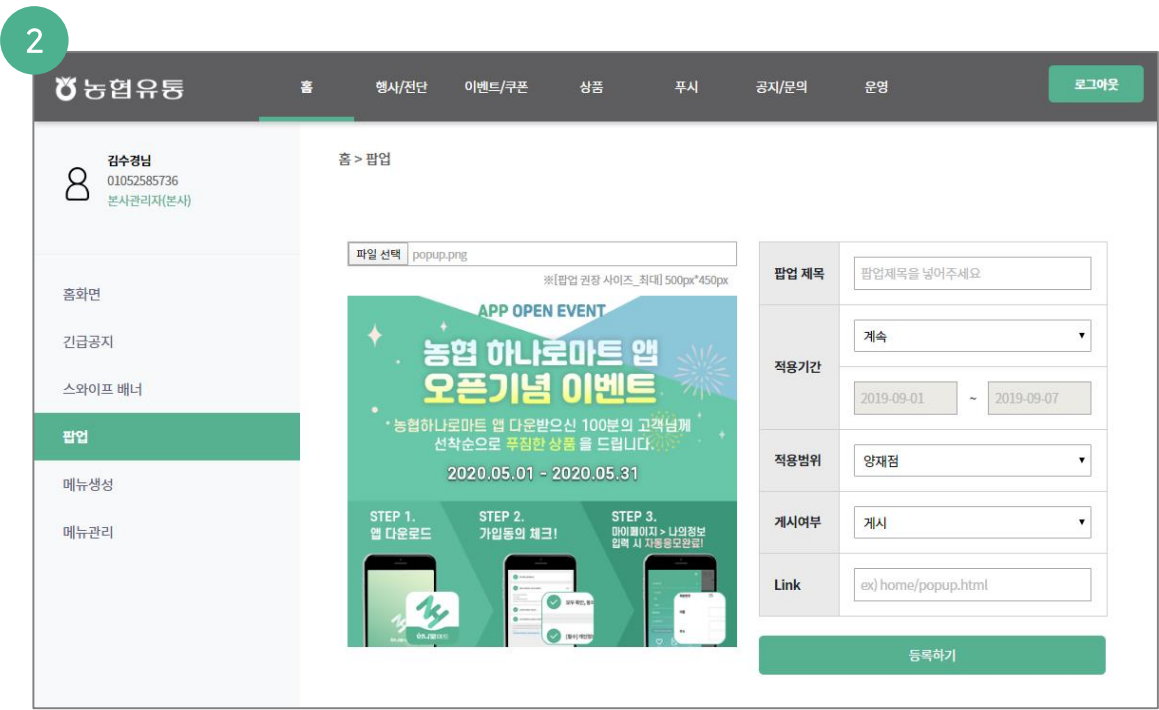 2
농협유통
홈 행사/전단 이벤트/쿠폰 상품 푸시 공지/문의 운영 로그아웃
김수경님
01052585736
본사관리자(본사)
홈 > 팝업
홈화면
긴급공지
스와이프 배너
팝업
메뉴생성
메뉴관리
파일 선택 popup.png
※[팝업 권장 사이즈_최대] 500px*450px
APP OPEN EVENT
농협 하나로마트 앱
오픈기념 이벤트
농협하나로마트 앱 다운받으신 100분의 고객님께
선착순으로 푸짐한 상품 을 드립니다.
2020.05.01 - 2020.05.31
STEP 1.
앱 다운로드
STEP 2.
가입동의 체크!
STEP 3.
마이페이지 > 나의정보
입력 시 자동응모완료!
팝업 제목 팝업제목을 넣어주세요
적용기간 계속
2019-09-01 ~ 2019-09-07
적용범위 양재점
게시여부 게시
Link ex) home/popup.html
등록하기